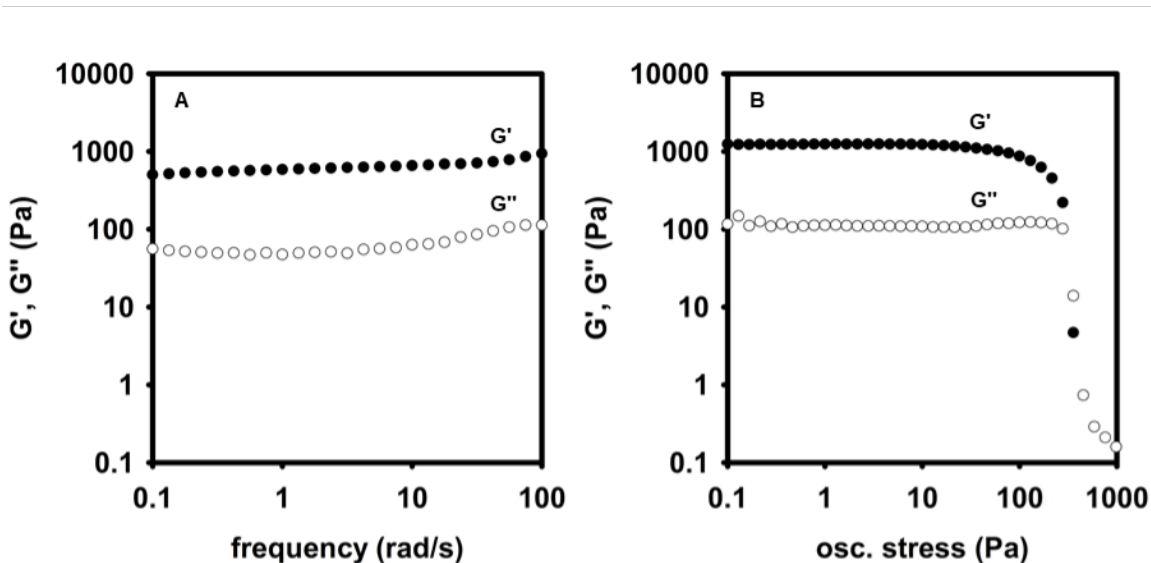 A
G'
G"
10000
1000
100
10
1
0.1
0.1 1 10 100
G', G" (Pa)
frequency (rad/s)
B
G'
G"
10000
1000
100
10
1
0.1
0.1 1 10 100 1000
G', G" (Pa)
osc. stress (Pa)